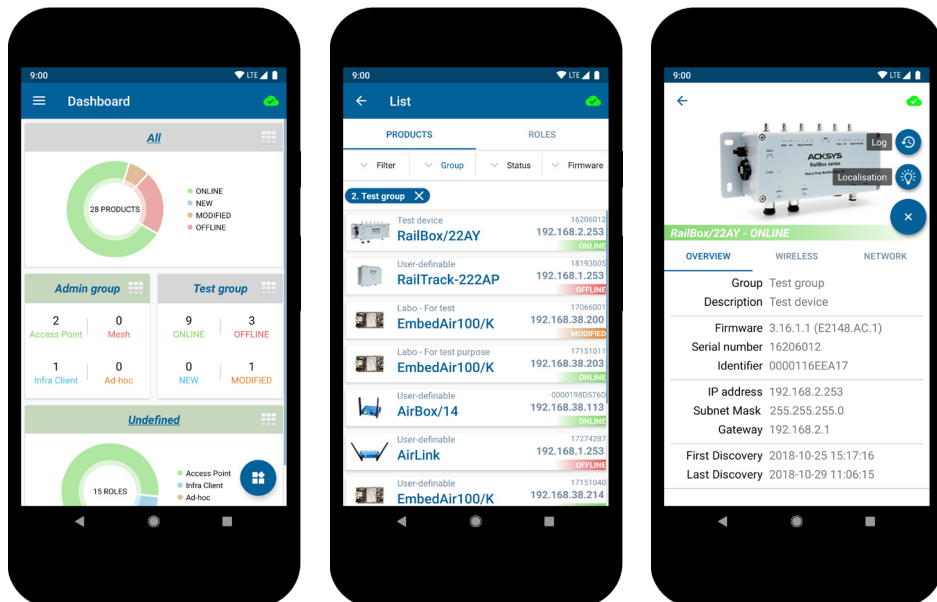 9:00
LTE
Dashboard
All
28 PRODUCTS
ONLINE
NEW
MODIFIED
OFFLINE
Admin group
2
Access Point
0
Mesh
1
Infra Client
0
Ad-hoc
Test group
9
ONLINE
3
OFFLINE
0
NEW
1
MODIFIED
Undefined
15 ROLES
Access Point
Infra Client
Ad-hoc
9:00
LTE
List
PRODUCTS
ROLES
Filter
Group
Status
Firmware
2. Test group
Test device
16206012
RailBox/22AY
192.168.2.253
ONLINE
User-definable
18193005
RailTrack-222AP
192.168.1.253
OFFLINE
Labo - For test
17066001
EmbedAir100/K
192.168.38.200
MODIFIED
Labo - For test purpose
17151011
EmbedAir100/K
192.168.38.203
ONLINE
User-definable
0000198D5760
AirBox/14
192.168.38.113
ONLINE
User-definable
17274287
AirLink
192.168.1.253
OFFLINE
User-definable
17151040
EmbedAir100/K
192.168.38.214
9:00
LTE
ACKSYS
RailBox series
Log
Localisation
RailBox/22AY - ONLINE
OVERVIEW
WIRELESS
NETWORK
Group Test group
Description Test device
Firmware 3.16.1.1 (E2148.AC.1)
Serial number 16206012
Identifier 0000116EEA17
IP address 192.168.2.253
Subnet Mask 255.255.255.0
Gateway 192.168.2.1
First Discovery 2018-10-25 15:17:16
Last Discovery 2018-10-29 11:06:15